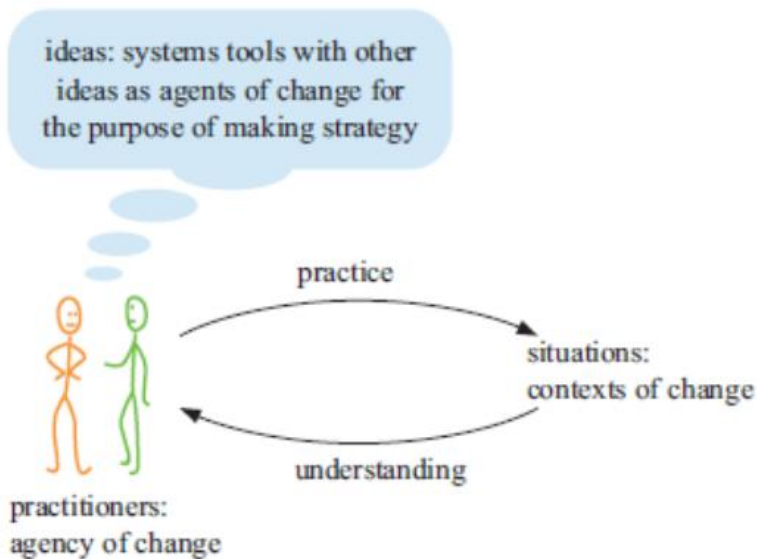 ideas: systems tools with other
ideas as agents of change for
the purpose of making strategy
practice
situations:
contexts of change
understanding
practitioners:
agency of change